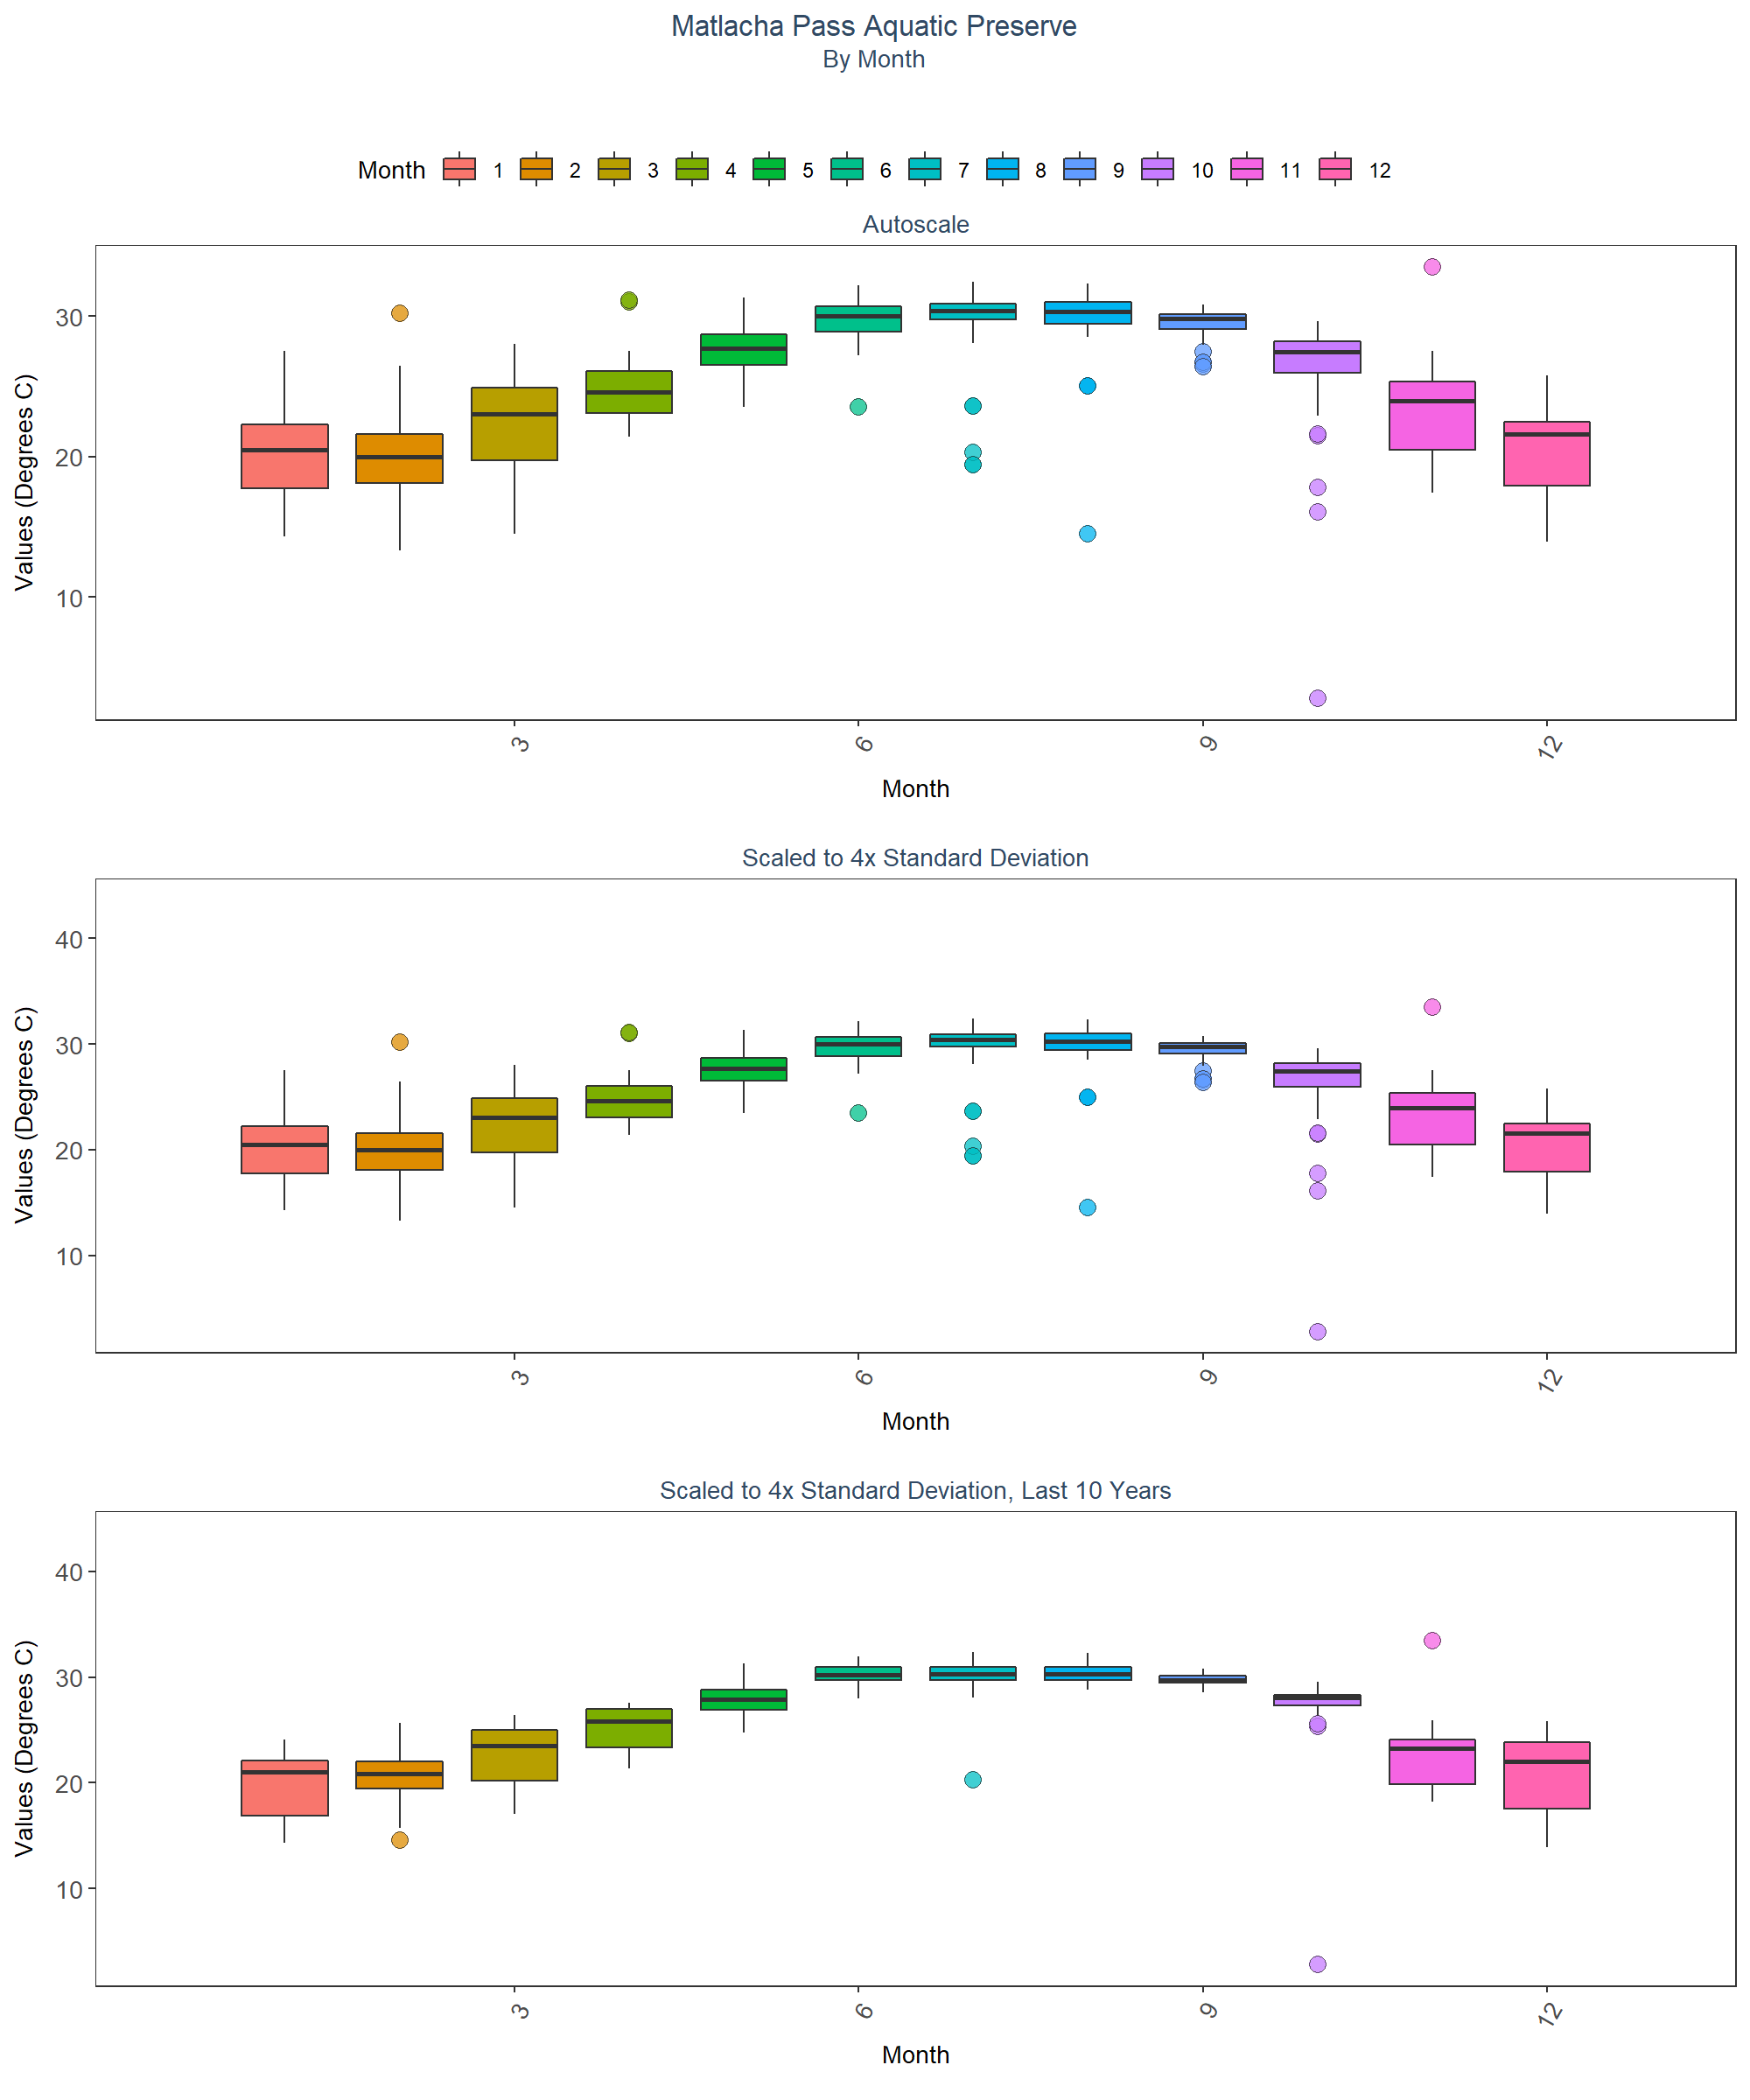 Matlacha Pass Aquatic Preserve
By Month
Month 1 2 3 4 5 6 7 8 9 10 11 12
Autoscale
Values (Degrees C)
30
20
10
3 6 9 12
Month
Scaled to 4x Standard Deviation
Values (Degrees C)
40
30
20
10
3 6 9 12
Month
Scaled to 4x Standard Deviation, Last 10 Years
Values (Degrees C)
40
30
20
10
3 6 9 12
Month